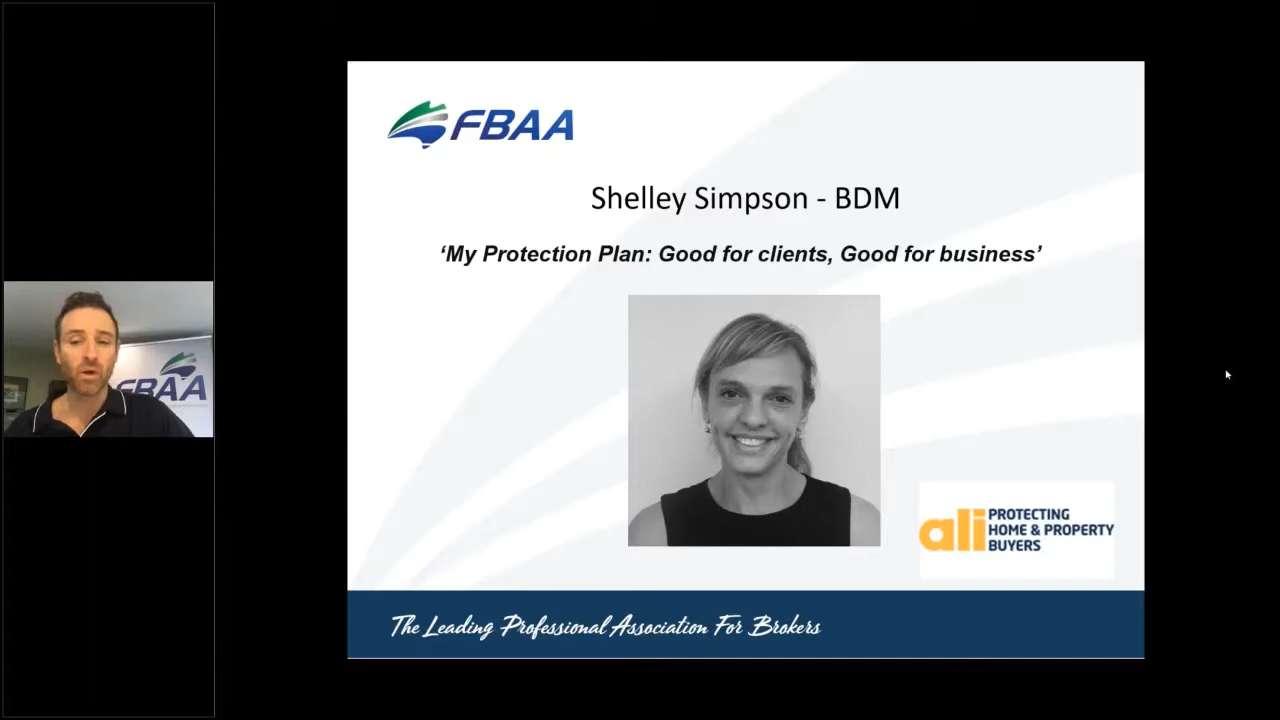 FBAA
Shelley Simpson - BDM
‘My Protection Plan: Good for clients, Good for business’
FBAA
ali PROTECTING
HOME & PROPERTY
BUYERS
The Leading Professional Association For Brokers